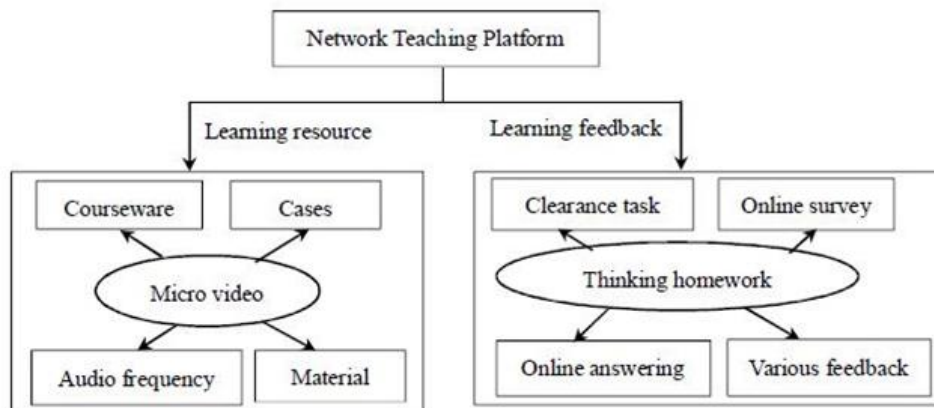 Network Teaching Platform
Learning resource
Learning feedback
Courseware
Cases
Micro video
Audio frequency
Material
Clearance task
Online survey
Thinking homework
Online answering
Various feedback